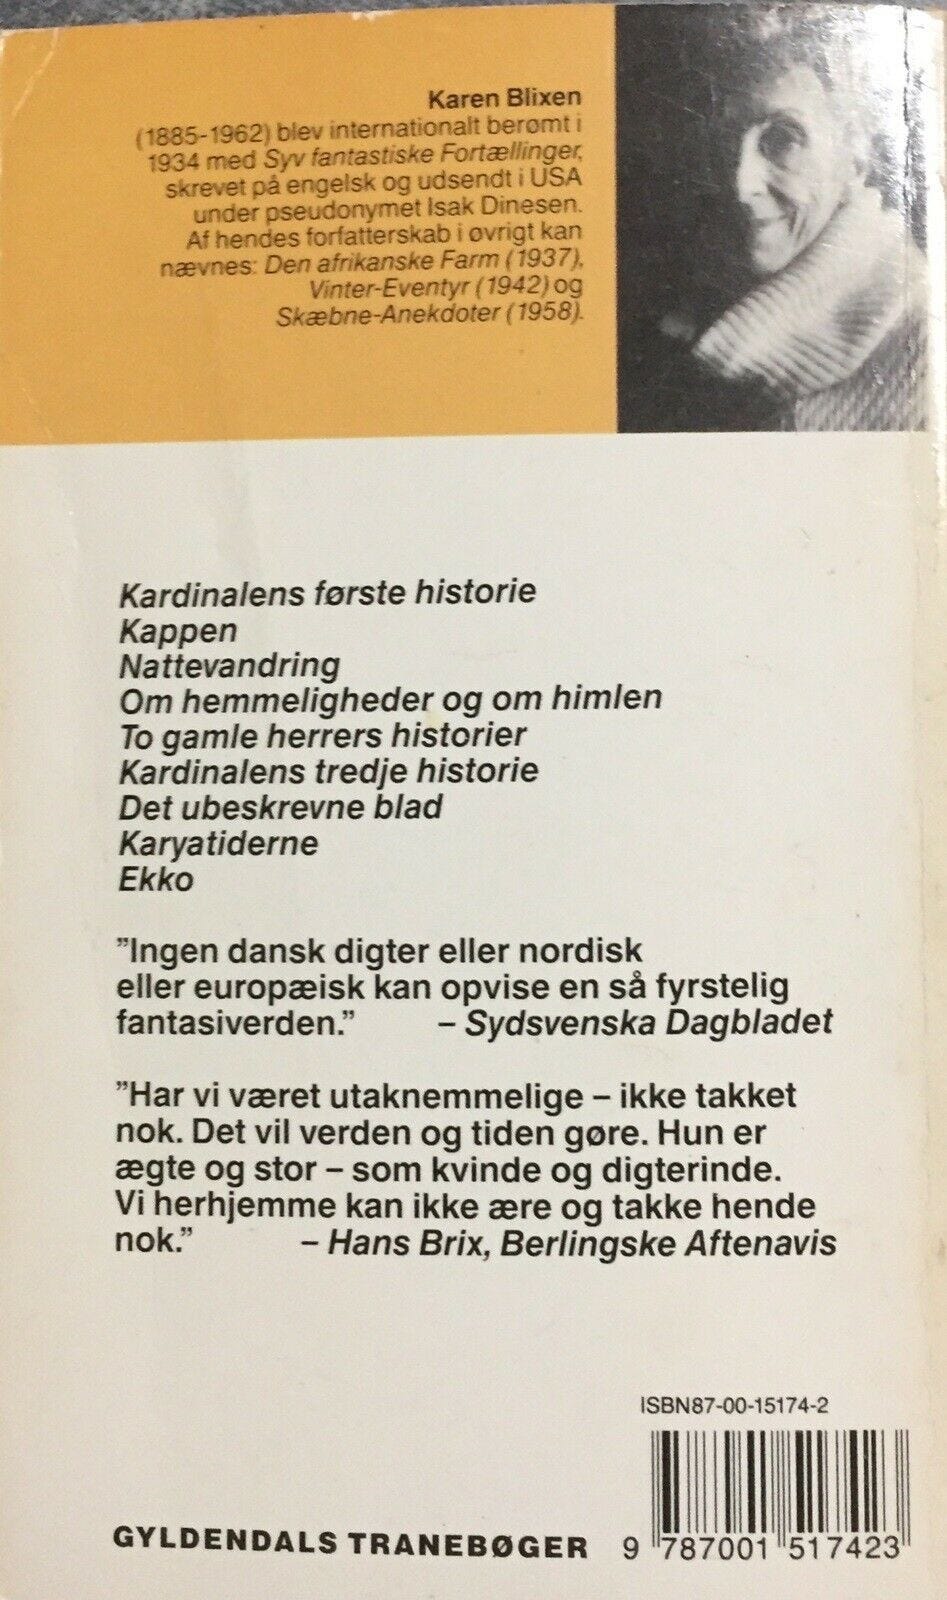 Karen Blixen
(1885-1962) blev internationalt berømt i
1934 med Syv fantastiske Fortællinger,
skrevet på engelsk og udsendt i USA
under pseudonymet Isak Dinesen.
Af hendes forfatterskab i øvrigt kan
nævnes: Den afrikanske Farm (1937),
Vinter-Eventyr (1942) og
Skæbne-Anekdoter (1958).
Kardinalens første historie
Kappen
Nattevandring
Om hemmeligheder og om himlen
To gamle herrers historier
Kardinalens tredje historie
Det ubeskrevne blad
Karyatiderne
Ekko
”Ingen dansk digter eller nordisk
eller europæisk kan opvise en så fyrstelig
fantasiverden.” – Sydsvenska Dagbladet
”Har vi været utaknemmelige – ikke takket
nok. Det vil verden og tiden gøre. Hun er
ægte og stor – som kvinde og digterinde.
Vi herhjemme kan ikke ære og takke hende
nok.” – Hans Brix, Berlingske Aftenavis
ISBN87-00-15174-2
GYLDENDALS TRANEBØGER
9 787001 517423